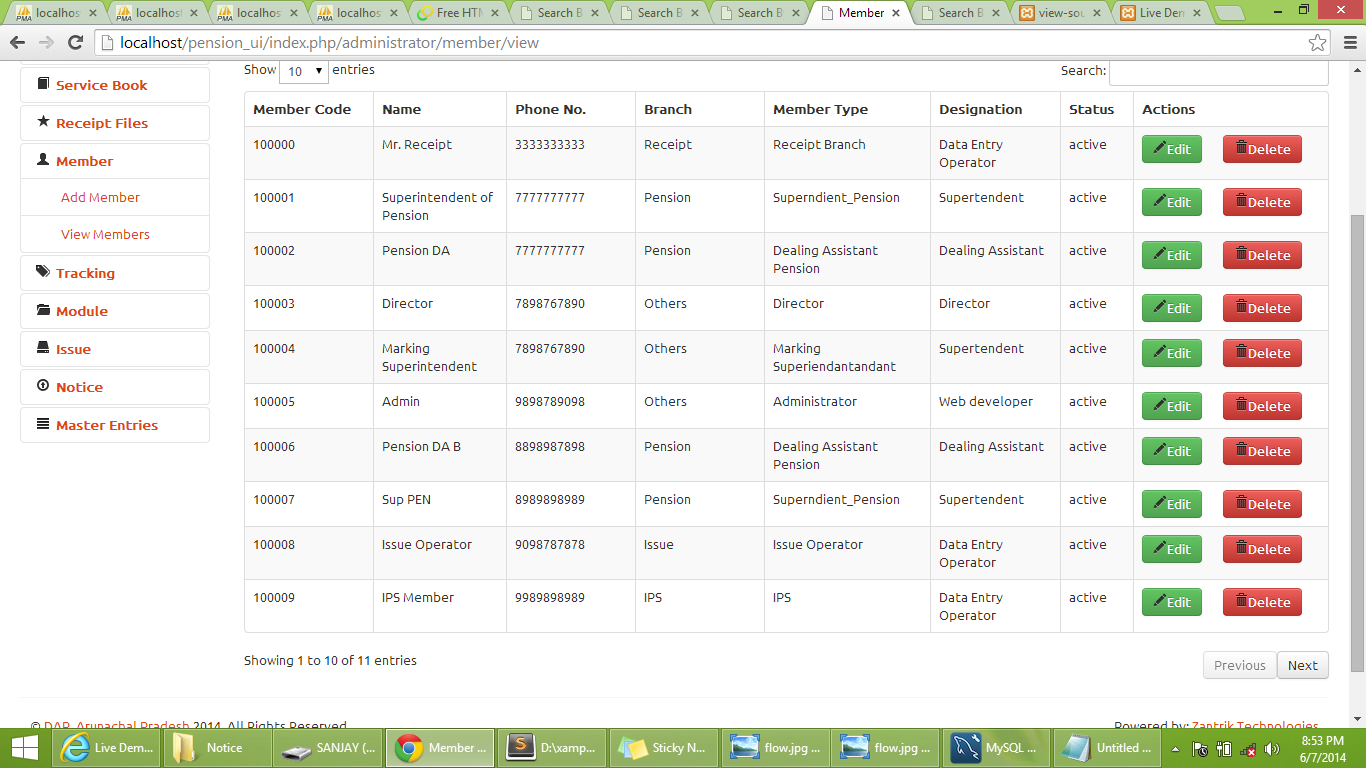 localhos localhos localhos localhos Free HTM Search B Search B Search B Member Search B view-sou Live Dem
localhost/pension_ui/index.php/administrator/member/view
Show 10 entries Search:
Service Book
Receipt Files
Member
Add Member
View Members
Tracking
Module
Issue
Notice
Master Entries
Member Code Name Phone No. Branch Member Type Designation Status Actions
100000 Mr. Receipt 3333333333 Receipt Receipt Branch Data Entry active Edit Delete
Operator
100001 Superintendent of 7777777777 Pension Superndient_Pension Supertendent active Edit Delete
Pension
100002 Pension DA 7777777777 Pension Dealing Assistant Dealing Assistant active Edit Delete
Pension
100003 Director 7898767890 Others Director Director active Edit Delete
100004 Marking 7898767890 Others Marking Supertendent active Edit Delete
Superintendent Superiendantandant
100005 Admin 9898789098 Others Administrator Web developer active Edit Delete
100006 Pension DA B 8898987898 Pension Dealing Assistant Dealing Assistant active Edit Delete
Pension
100007 Sup PEN 8989898989 Pension Superndient_Pension Supertendent active Edit Delete
100008 Issue Operator 9098787878 Issue Issue Operator Data Entry active Edit Delete
Operator
100009 IPS Member 9989898989 IPS IPS Data Entry active Edit Delete
Operator
Showing 1 to 10 of 11 entries Previous Next
© DAP, Arunachal Pradesh 2014. All Rights Reserved Powered by: Zantrik Technologies
Live Dem... Notice SANJAY (... Member ... D:\xamp... Sticky N... flow.jpg ... flow.jpg ... MySQL ... Untitled ... 8:53 PM
6/7/2014